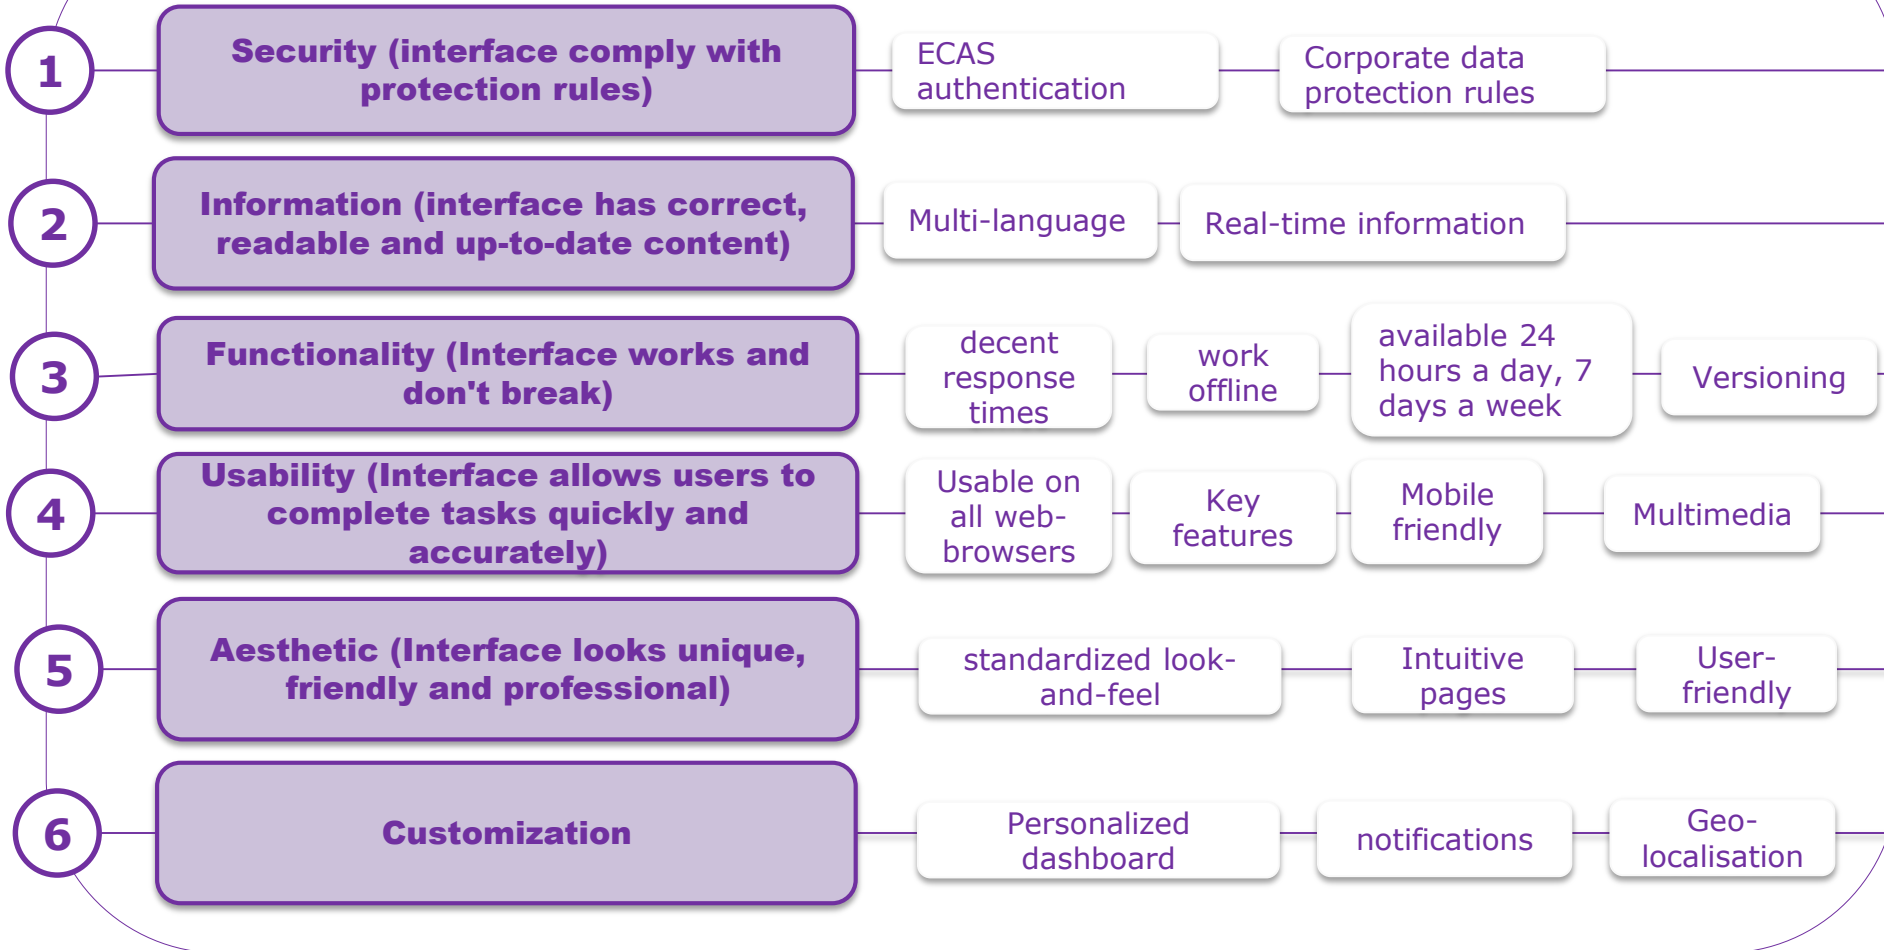 1
Security (interface comply with
protection rules)
ECAS
authentication
Corporate data
protection rules
2
Information (interface has correct,
readable and up-to-date content)
Multi-language
Real-time information
3
Functionality (Interface works and
don't break)
decent
response
times
work
offline
available 24
hours a day, 7
days a week
Versioning
4
Usability (Interface allows users to
complete tasks quickly and
accurately)
Usable on
all web-
browsers
Key
features
Mobile
friendly
Multimedia
5
Aesthetic (Interface looks unique,
friendly and professional)
standardized look-
and-feel
Intuitive
pages
User-
friendly
6
Customization
Personalized
dashboard
notifications
Geo-
localisation